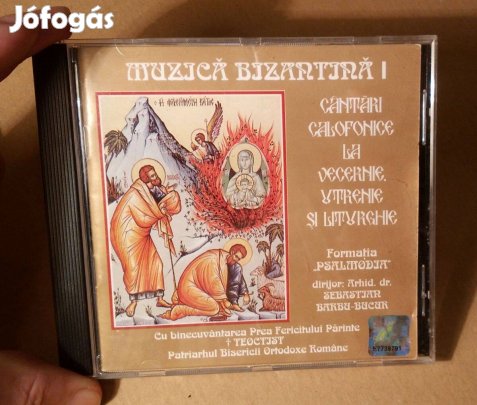 Jófogás
MUZICĂ BIZANTINĂ I
CÂNTĂRI
CALOFONICE
LA
VECERNIE,
UTRENIE
ȘI LITURGHIE
Formația
„PSALMODIA”
dirijor: Arhid. dr.
SEBASTIAN
BARBU-BUCUR
Cu binecuvântarea Prea Fericitului Părinte
† TEOCTIST
Patriarhul Bisericii Ortodoxe Române